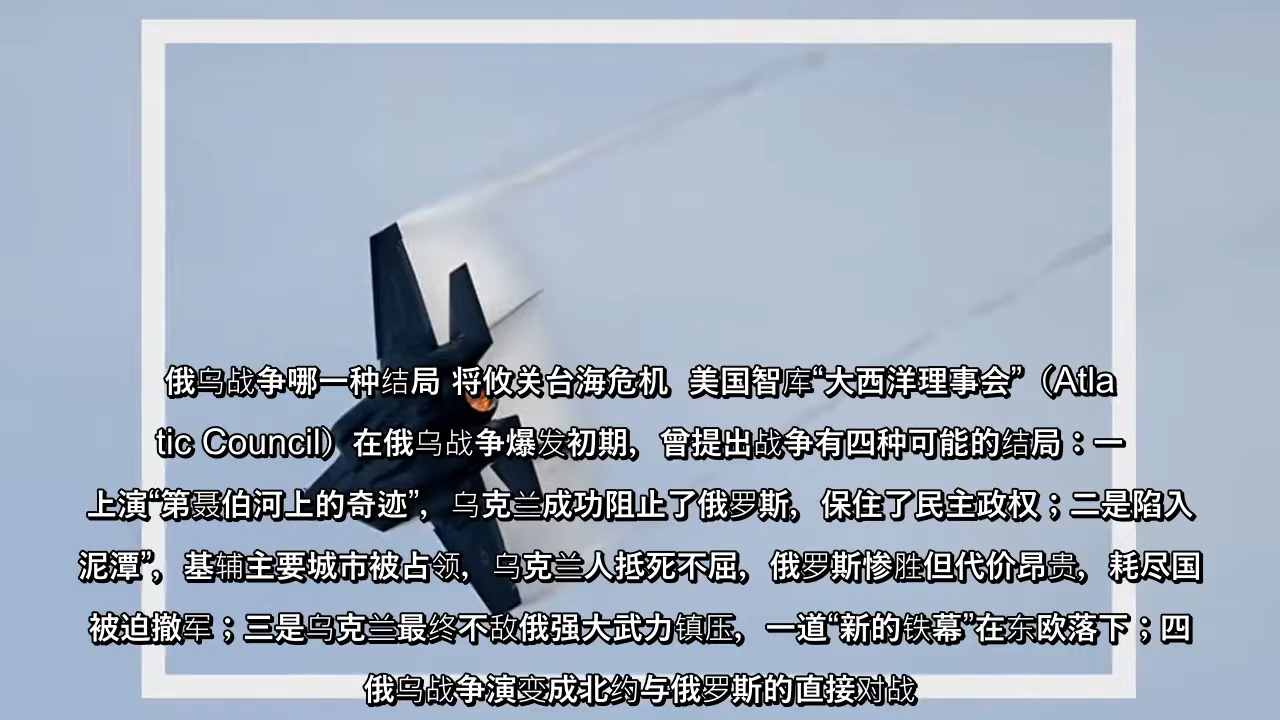 俄乌战争哪一种结局 将攸关台海危机 美国智库“大西洋理事会”（Atla
tic Council）在俄乌战争爆发初期，曾提出战争有四种可能的结局：一
上演“第聂伯河上的奇迹”，乌克兰成功阻止了俄罗斯，保住了民主政权；二是陷入
泥潭”，基辅主要城市被占领，乌克兰人抵死不屈，俄罗斯惨胜但代价昂贵，耗尽国
被迫撤军；三是乌克兰最终不敌俄强大武力镇压，一道“新的铁幕”在东欧落下；四
俄乌战争演变成北约与俄罗斯的直接对战